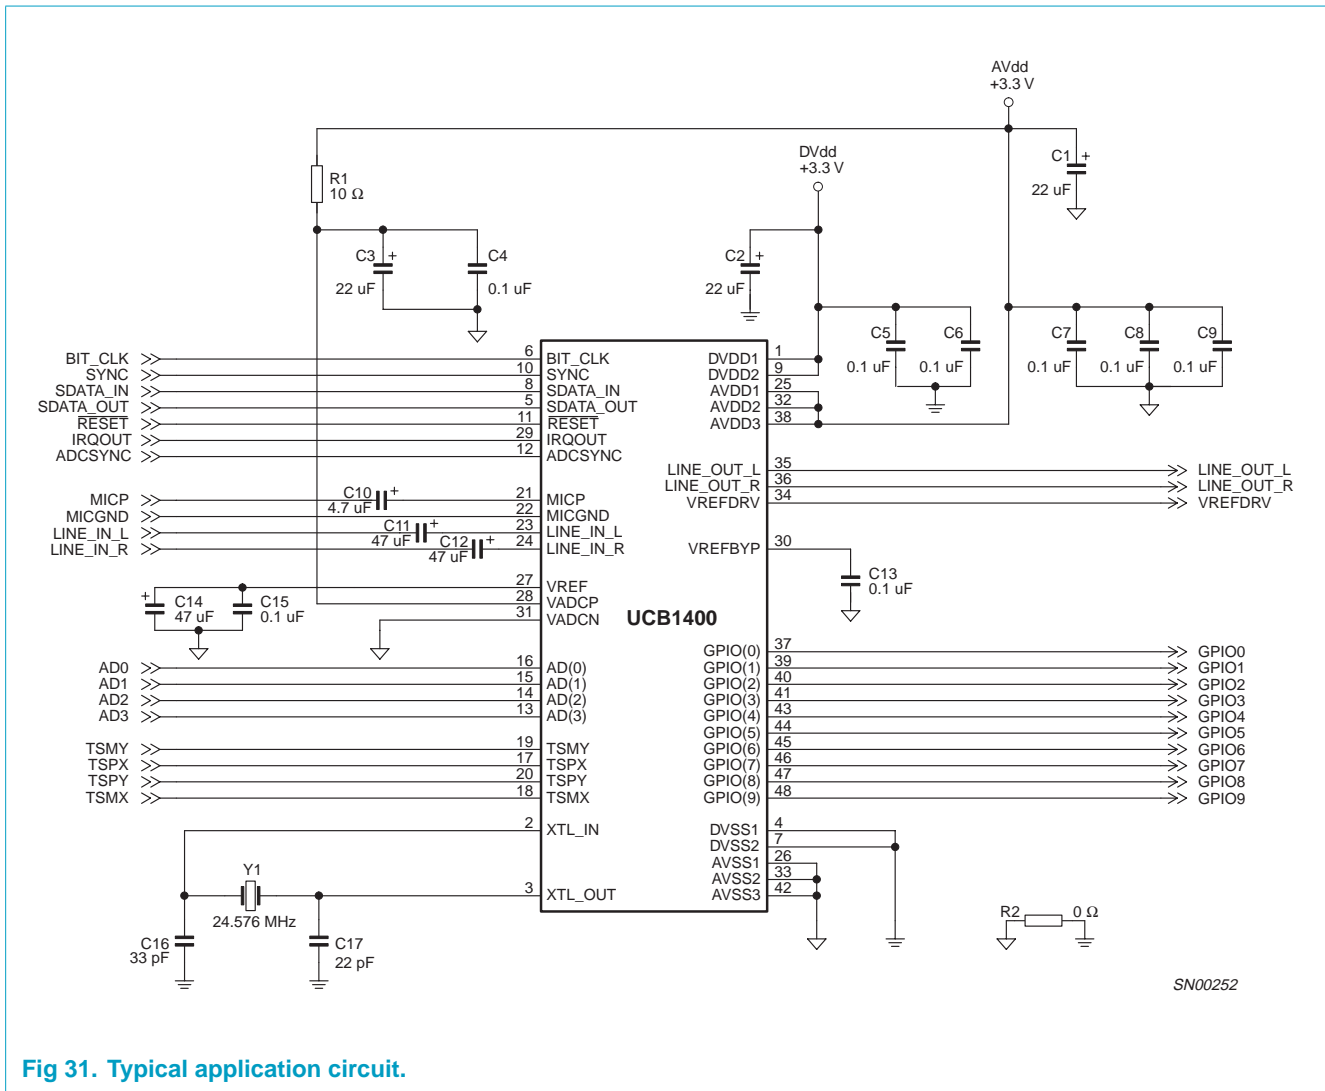 AVdd
+3.3 V
DVdd
+3.3 V
C1 +
22 uF
R1
10 Ω
C3 +
22 uF
C4
0.1 uF
C2 +
22 uF
C5
0.1 uF
C6
0.1 uF
C7
0.1 uF
C8
0.1 uF
C9
0.1 uF
BIT_CLK 6 BIT_CLK
SYNC 10 SYNC
SDATA_IN 8 SDATA_IN
SDATA_OUT 5 SDATA_OUT
RESET 11 RESET
IRQOUT 29 IRQOUT
ADCSYNC 12 ADCSYNC
DVDD1 1
DVDD2 9
AVDD1 25
AVDD2 32
AVDD3 38
LINE_OUT_L 35 LINE_OUT_L
LINE_OUT_R 36 LINE_OUT_R
VREFDRV 34 VREFDRV
MICP C10 + 21 MICP
4.7 uF
MICGND 22 MICGND
LINE_IN_L C11 + 23 LINE_IN_L
47 uF
LINE_IN_R C12 + 24 LINE_IN_R
47 uF
VREFBYP 30
C13
0.1 uF
27 VREF
28 VADCP
31 VADCN
+ C14
47 uF
C15
0.1 uF
UCB1400
AD0 16 AD(0)
AD1 15 AD(1)
AD2 14 AD(2)
AD3 13 AD(3)
TSMY 19 TSMY
TSPX 17 TSPX
TSPY 20 TSPY
TSMX 18 TSMX
GPIO(0) 37 GPIO0
GPIO(1) 39 GPIO1
GPIO(2) 40 GPIO2
GPIO(3) 41 GPIO3
GPIO(4) 43 GPIO4
GPIO(5) 44 GPIO5
GPIO(6) 45 GPIO6
GPIO(7) 46 GPIO7
GPIO(8) 47 GPIO8
GPIO(9) 48 GPIO9
2 XTL_IN
3 XTL_OUT
Y1
24.576 MHz
C16
33 pF
C17
22 pF
DVSS1 4
DVSS2 7
AVSS1 26
AVSS2 33
AVSS3 42
R2 0 Ω
SN00252
Fig 31. Typical application circuit.